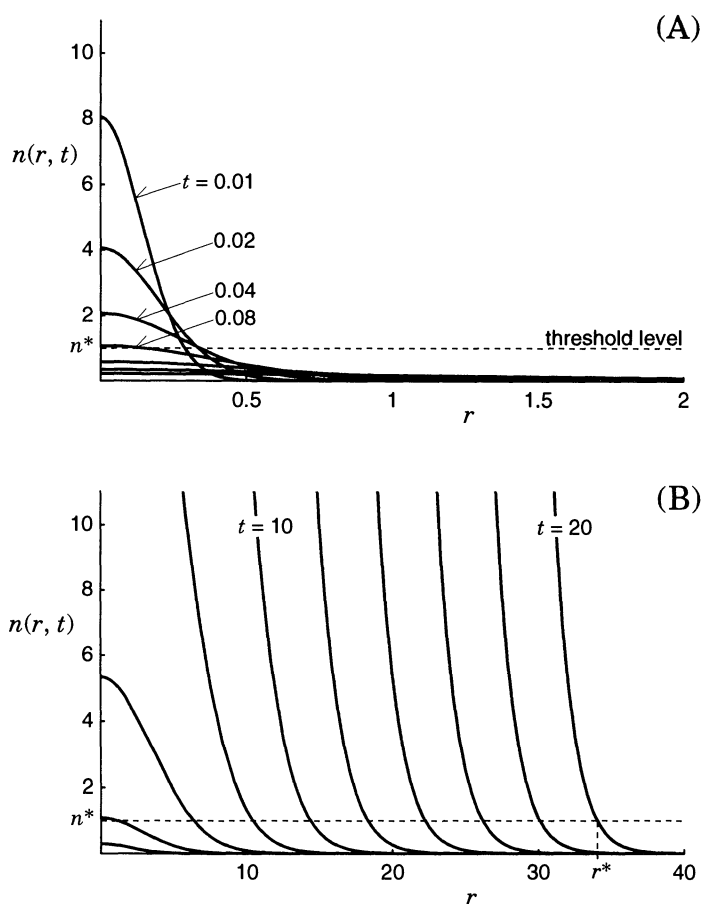 (A)
10
8
n(r, t)
t = 0.01
6
0.02
4
0.04
2
0.08
n*
threshold level
0.5
1
1.5
2
r
(B)
10
t = 10
t = 20
8
n(r, t)
6
4
2
n*
10
20
30
r*
40
r